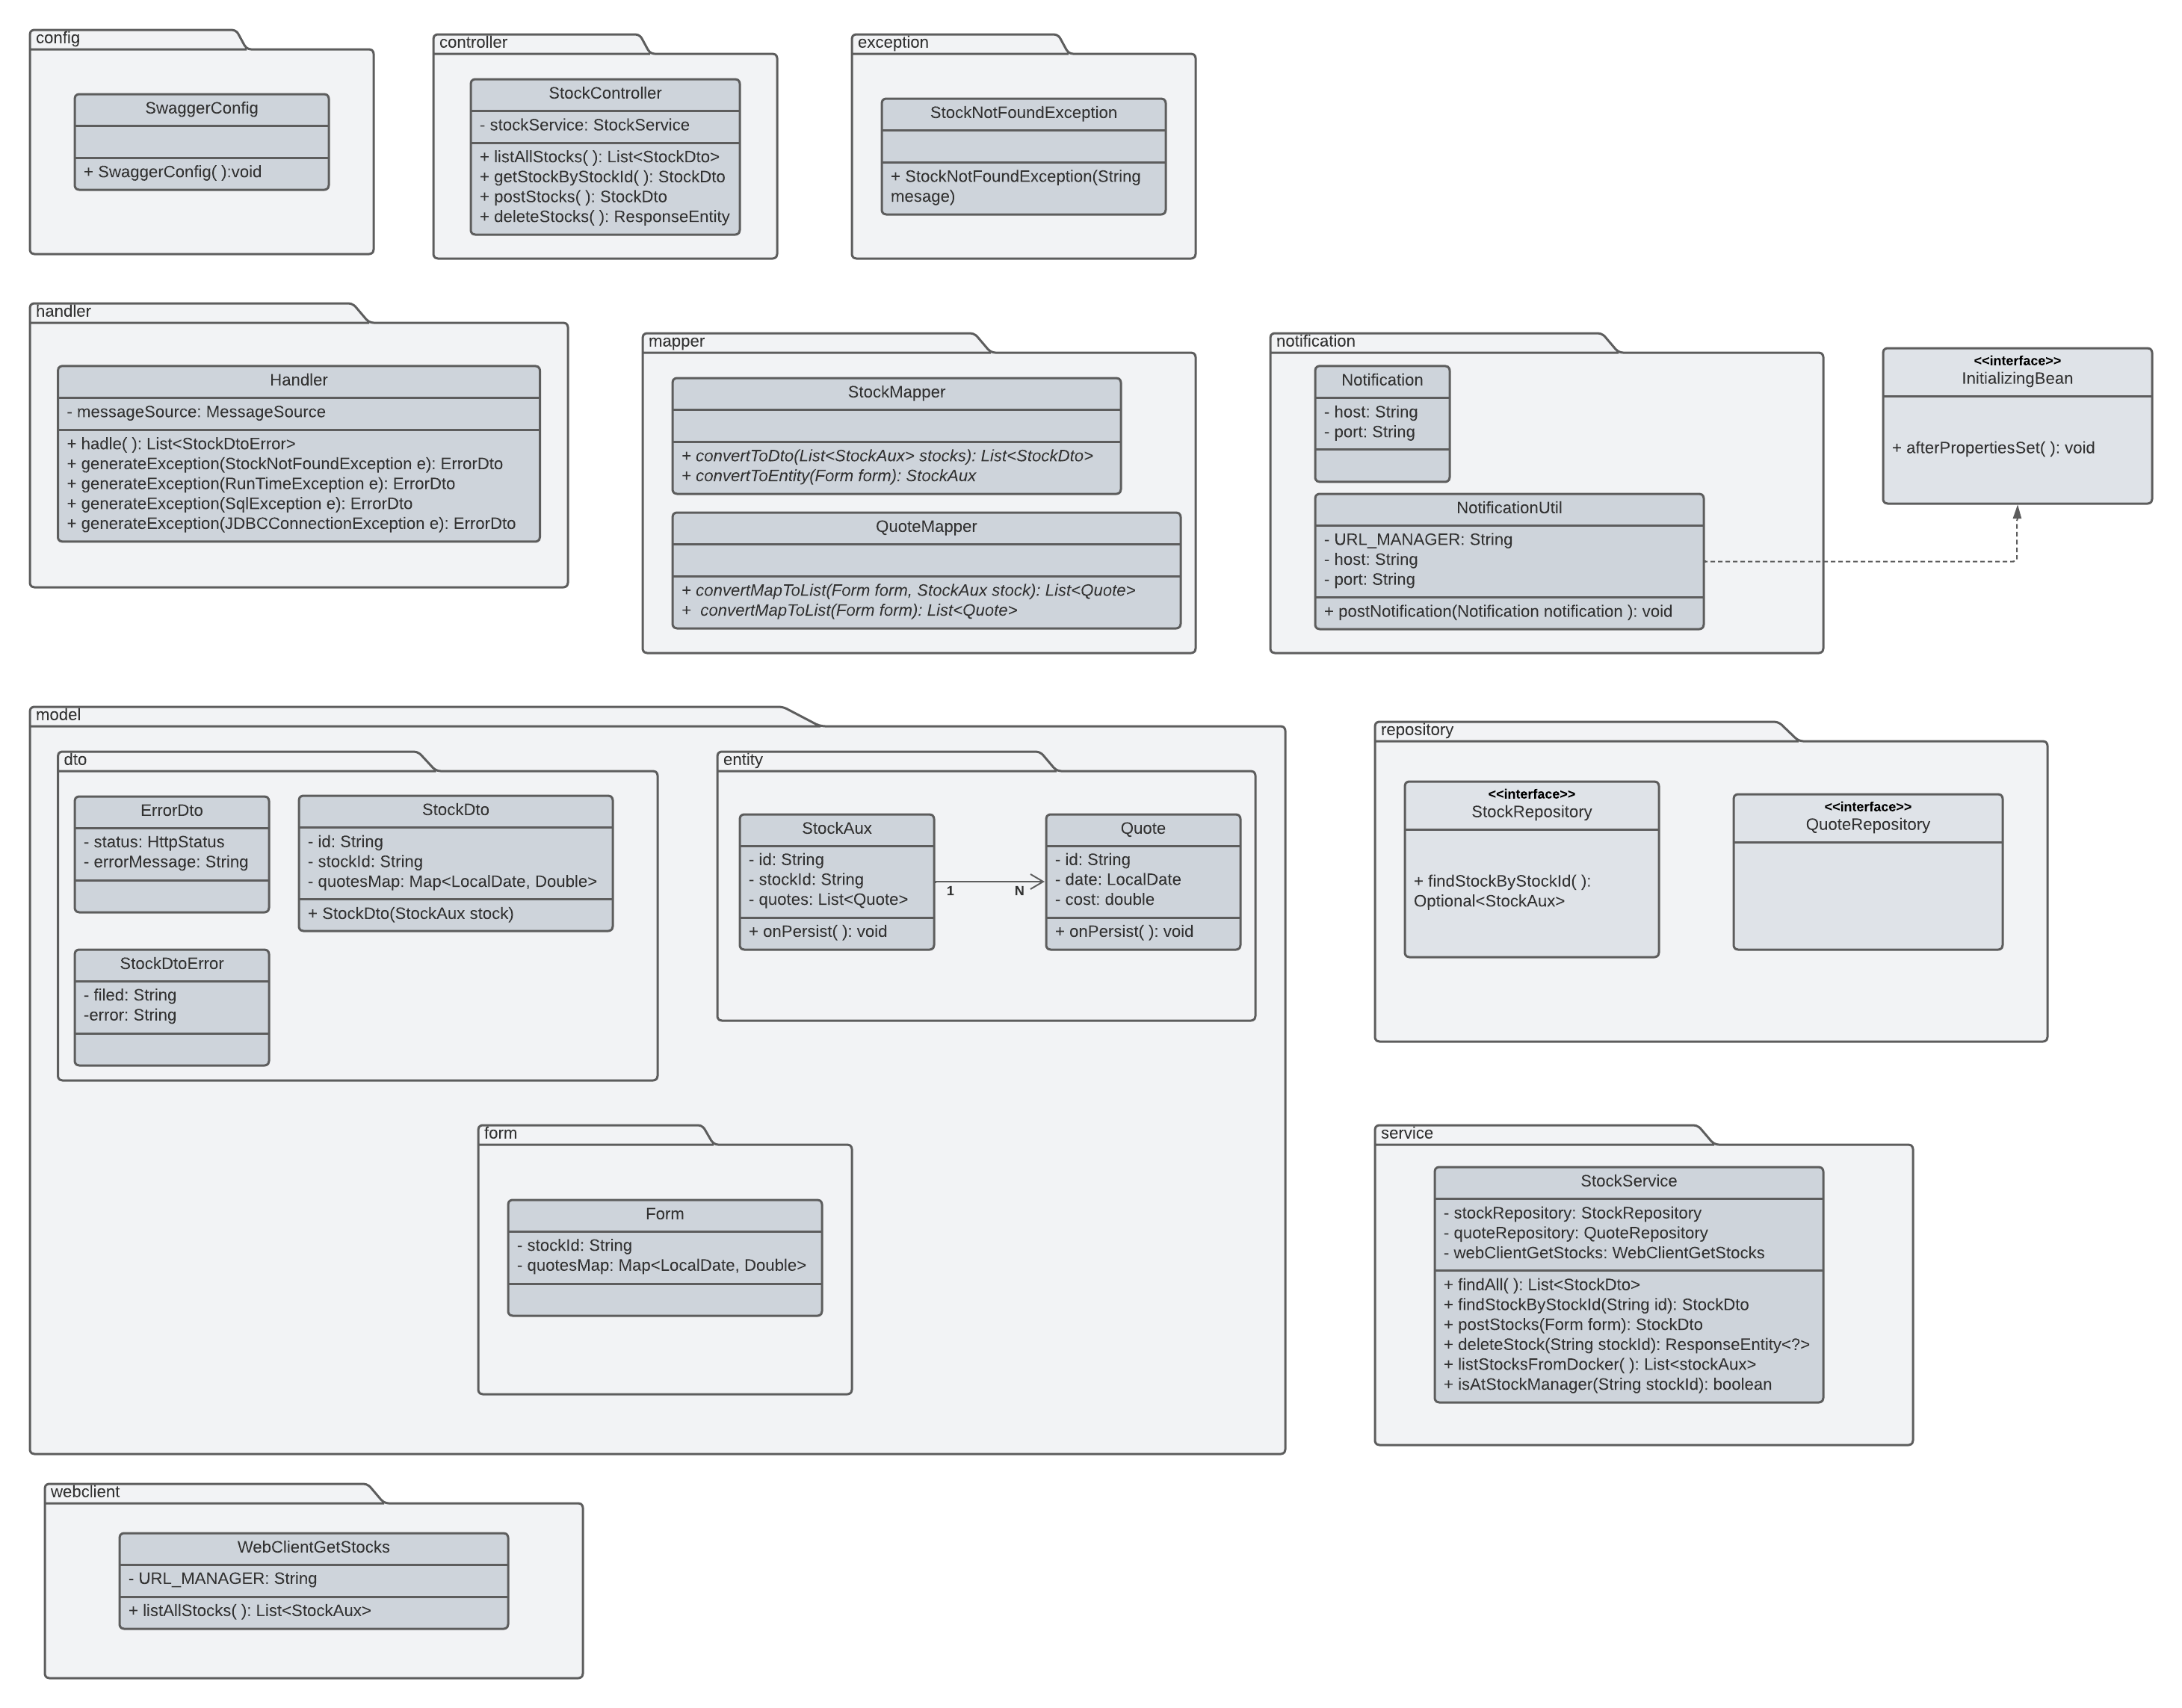 config
SwaggerConfig
+ SwaggerConfig( ):void
controller
StockController
- stockService: StockService
+ listAllStocks( ): List<StockDto>
+ getStockByStockId( ): StockDto
+ postStocks( ): StockDto
+ deleteStocks( ): ResponseEntity
exception
StockNotFoundException
+ StockNotFoundException(String
mesage)
handler
Handler
- messageSource: MessageSource
+ hadle( ): List<StockDtoError>
+ generateException(StockNotFoundException e): ErrorDto
+ generateException(RunTimeException e): ErrorDto
+ generateException(SqlException e): ErrorDto
+ generateException(JDBCConnectionException e): ErrorDto
mapper
StockMapper
+ convertToDto(List<StockAux> stocks): List<StockDto>
+ convertToEntity(Form form): StockAux
QuoteMapper
+ convertMapToList(Form form, StockAux stock): List<Quote>
+  convertMapToList(Form form): List<Quote>
notification
Notification
- host: String
- port: String
NotificationUtil
- URL_MANAGER: String
- host: String
- port: String
+ postNotification(Notification notification ): void
<<interface>>
InitializingBean
+ afterPropertiesSet( ): void
model
dto
ErrorDto
- status: HttpStatus
- errorMessage: String
StockDto
- id: String
- stockId: String
- quotesMap: Map<LocalDate, Double>
+ StockDto(StockAux stock)
StockDtoError
- filed: String
-error: String
entity
StockAux
- id: String
- stockId: String
- quotes: List<Quote>
+ onPersist( ): void
1
N
Quote
- id: String
- date: LocalDate
- cost: double
+ onPersist( ): void
form
Form
- stockId: String
- quotesMap: Map<LocalDate, Double>
repository
<<interface>>
StockRepository
+ findStockByStockId( ):
Optional<StockAux>
<<interface>>
QuoteRepository
service
StockService
- stockRepository: StockRepository
- quoteRepository: QuoteRepository
- webClientGetStocks: WebClientGetStocks
+ findAll( ): List<StockDto>
+ findStockByStockId(String id): StockDto
+ postStocks(Form form): StockDto
+ deleteStock(String stockId): ResponseEntity<?>
+ listStocksFromDocker( ): List<stockAux>
+ isAtStockManager(String stockId): boolean
webclient
WebClientGetStocks
- URL_MANAGER: String
+ listAllStocks( ): List<StockAux>